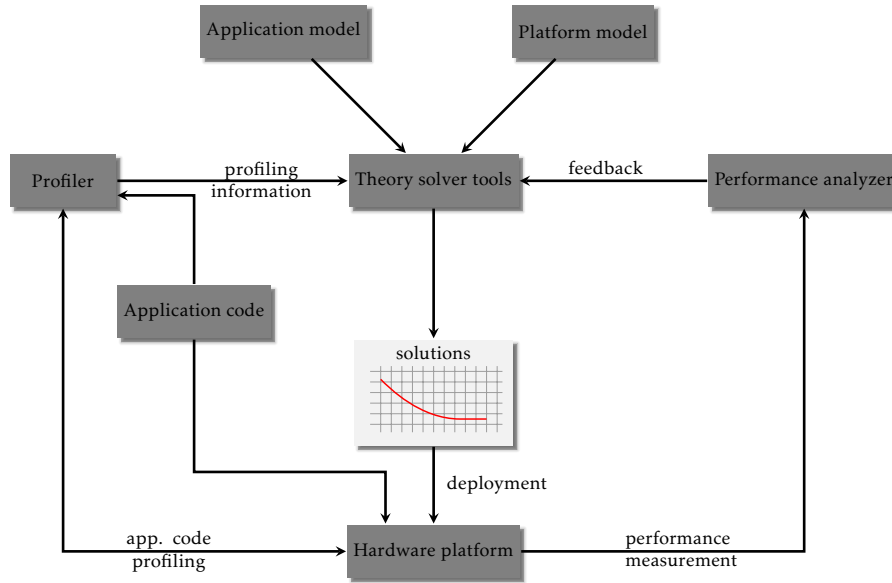 Application model
Platform model
Profiler
profiling
information
Theory solver tools
feedback
Performance analyzer
Application code
solutions
deployment
app. code
profiling
Hardware platform
performance
measurement